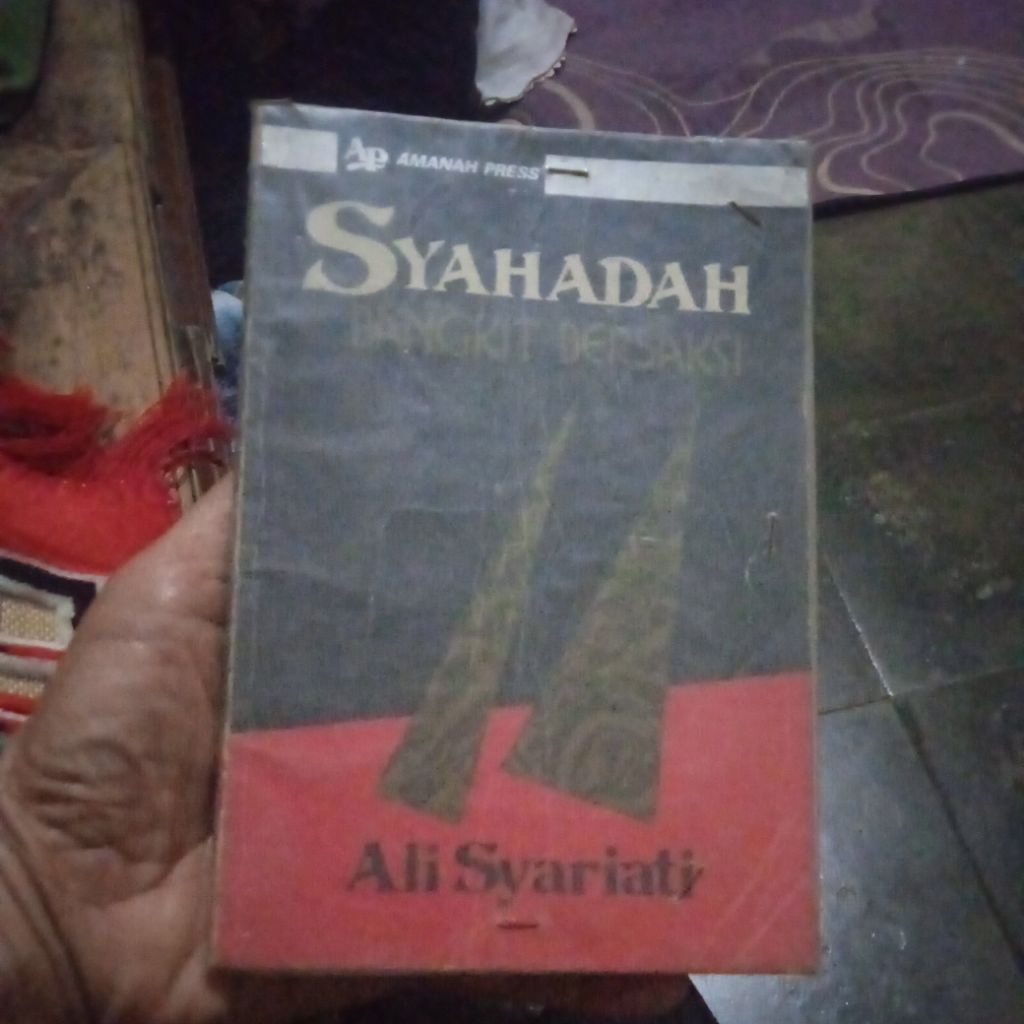 AP AMANAH PRESS
SYAHADAH
BANGKIT BERSAKSI
Ali Syariati